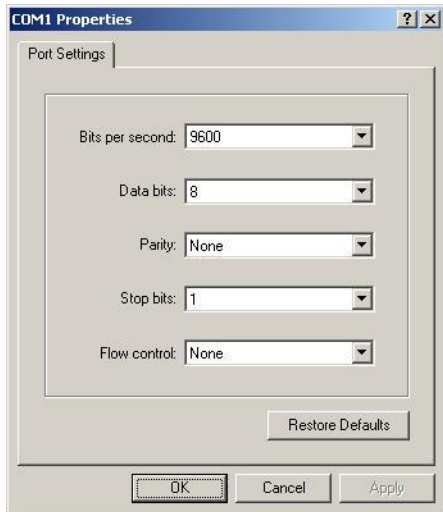 COM1 Properties
Port Settings
Bits per second: 9600
Data bits: 8
Parity: None
Stop bits: 1
Flow control: None
Restore Defaults
OK Cancel Apply